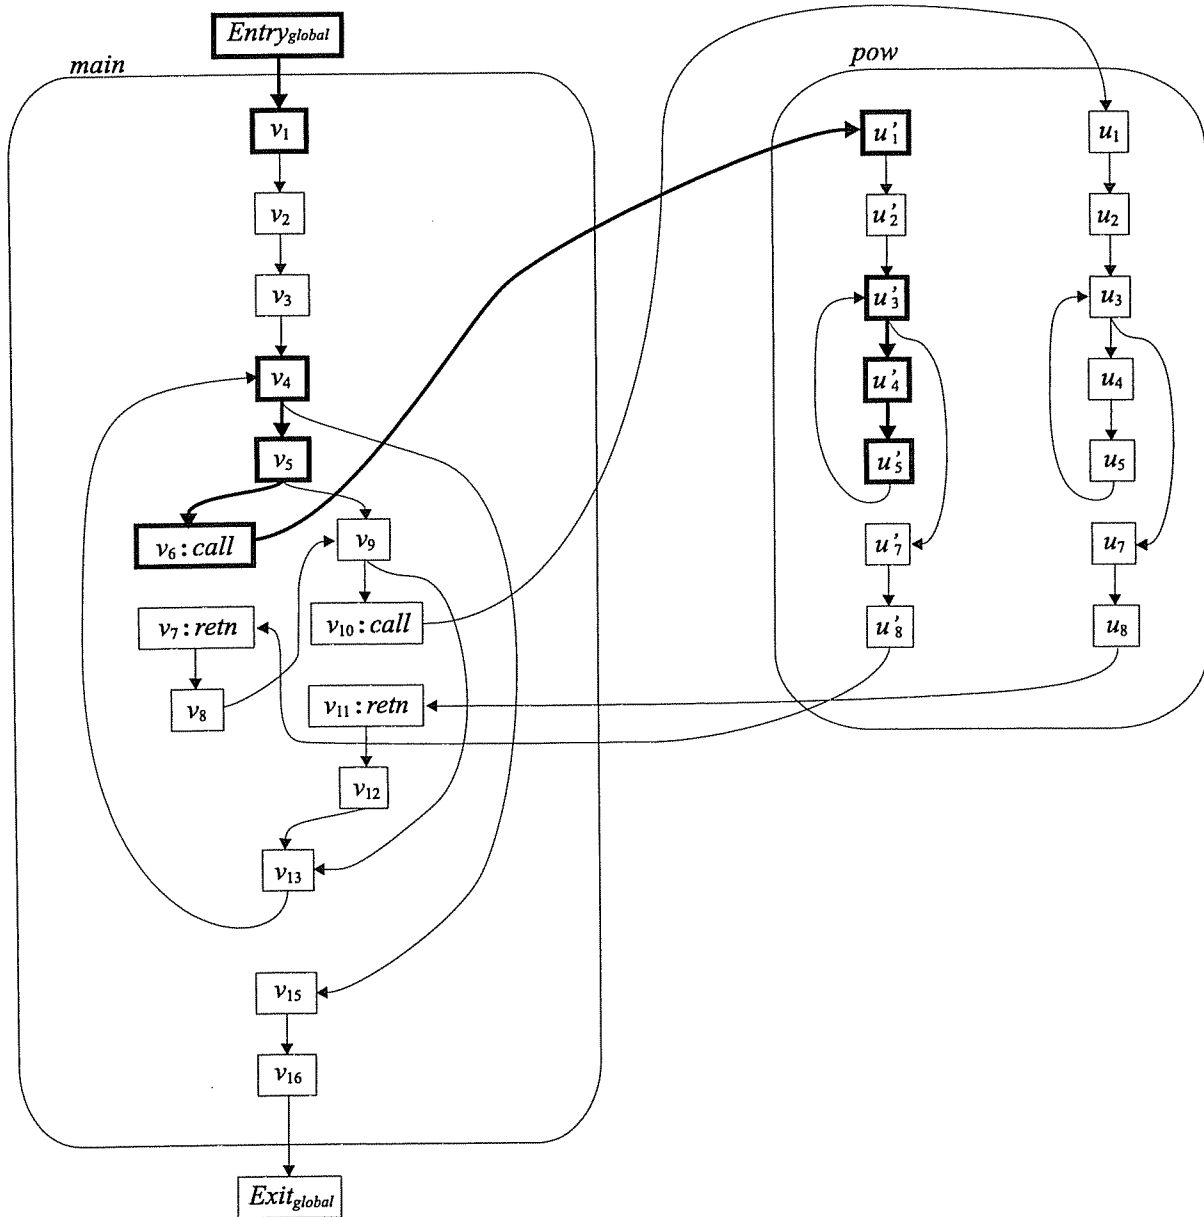 Entry_global
main
pow
v₁
u'₁
u₁
v₂
u'₂
u₂
v₃
u'₃
u₃
v₄
u'₄
u₄
v₅
u'₅
u₅
v₆: call
v₉
u'₇
u₇
v₇: retn
v₁₀: call
u'₈
u₈
v₈
v₁₁: retn
v₁₂
v₁₃
v₁₅
v₁₆
Exit_global